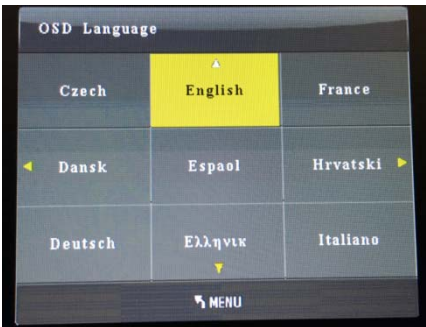 OSD Language
Czech English France
Dansk Espaol Hrvatski
Deutsch Ελληνικ Italiano
MENU